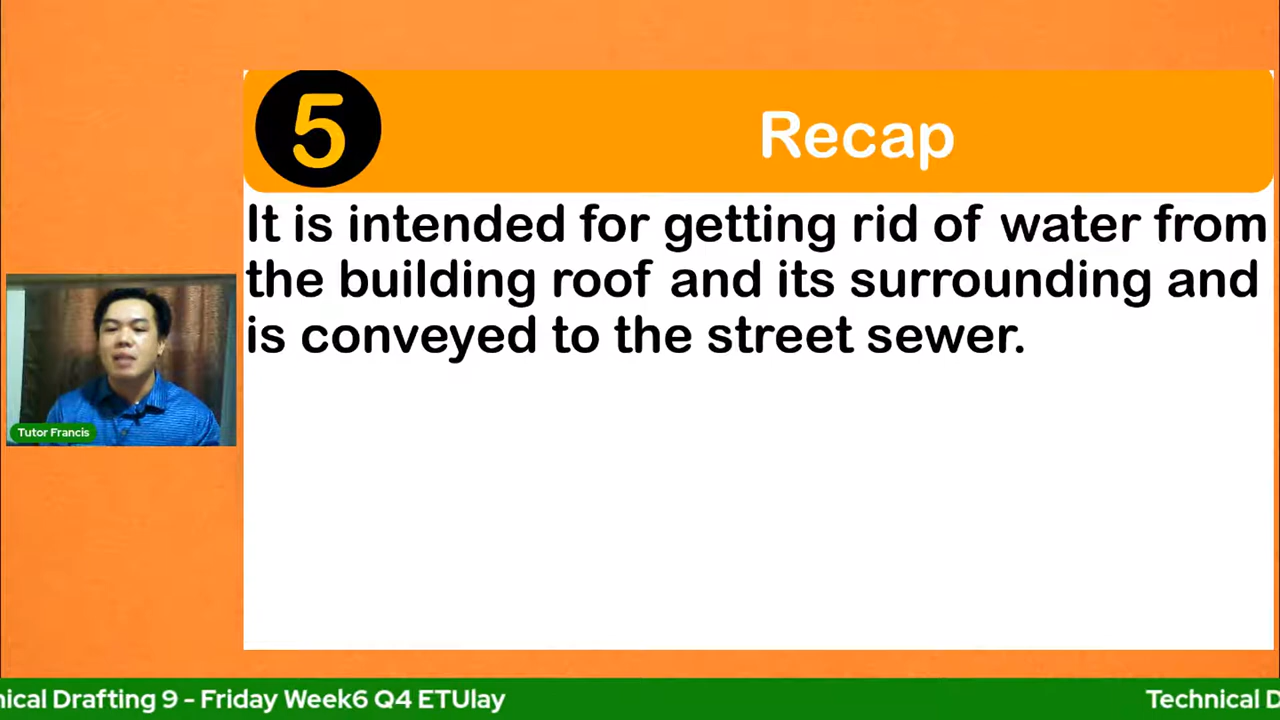 5
Recap
It is intended for getting rid of water from
the building roof and its surrounding and
is conveyed to the street sewer.
Tutor Francis
nical Drafting 9 - Friday Week6 Q4 ETUlay
Technical D